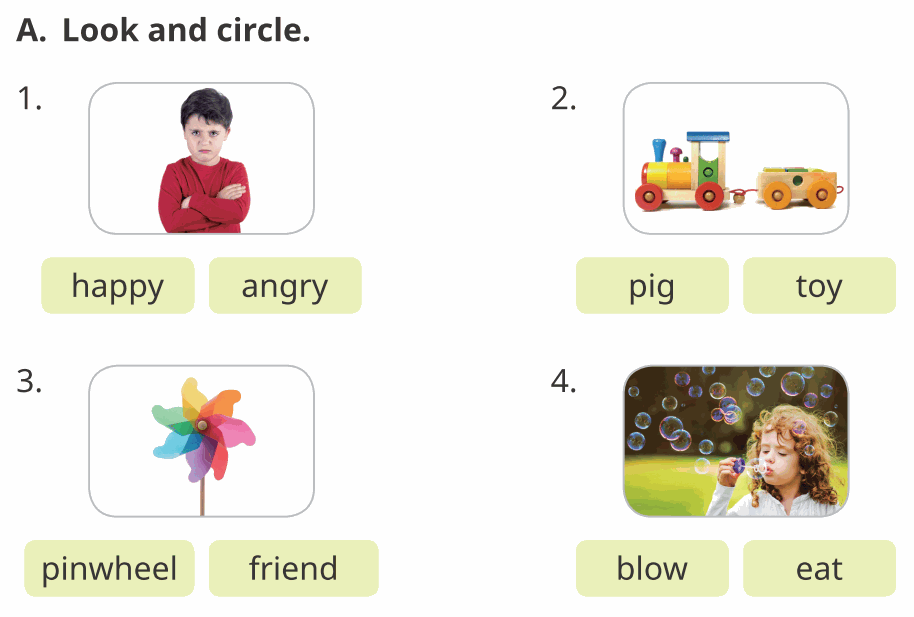 A. Look and circle.
1.
2.
happy angry
pig toy
3.
4.
pinwheel friend
blow eat